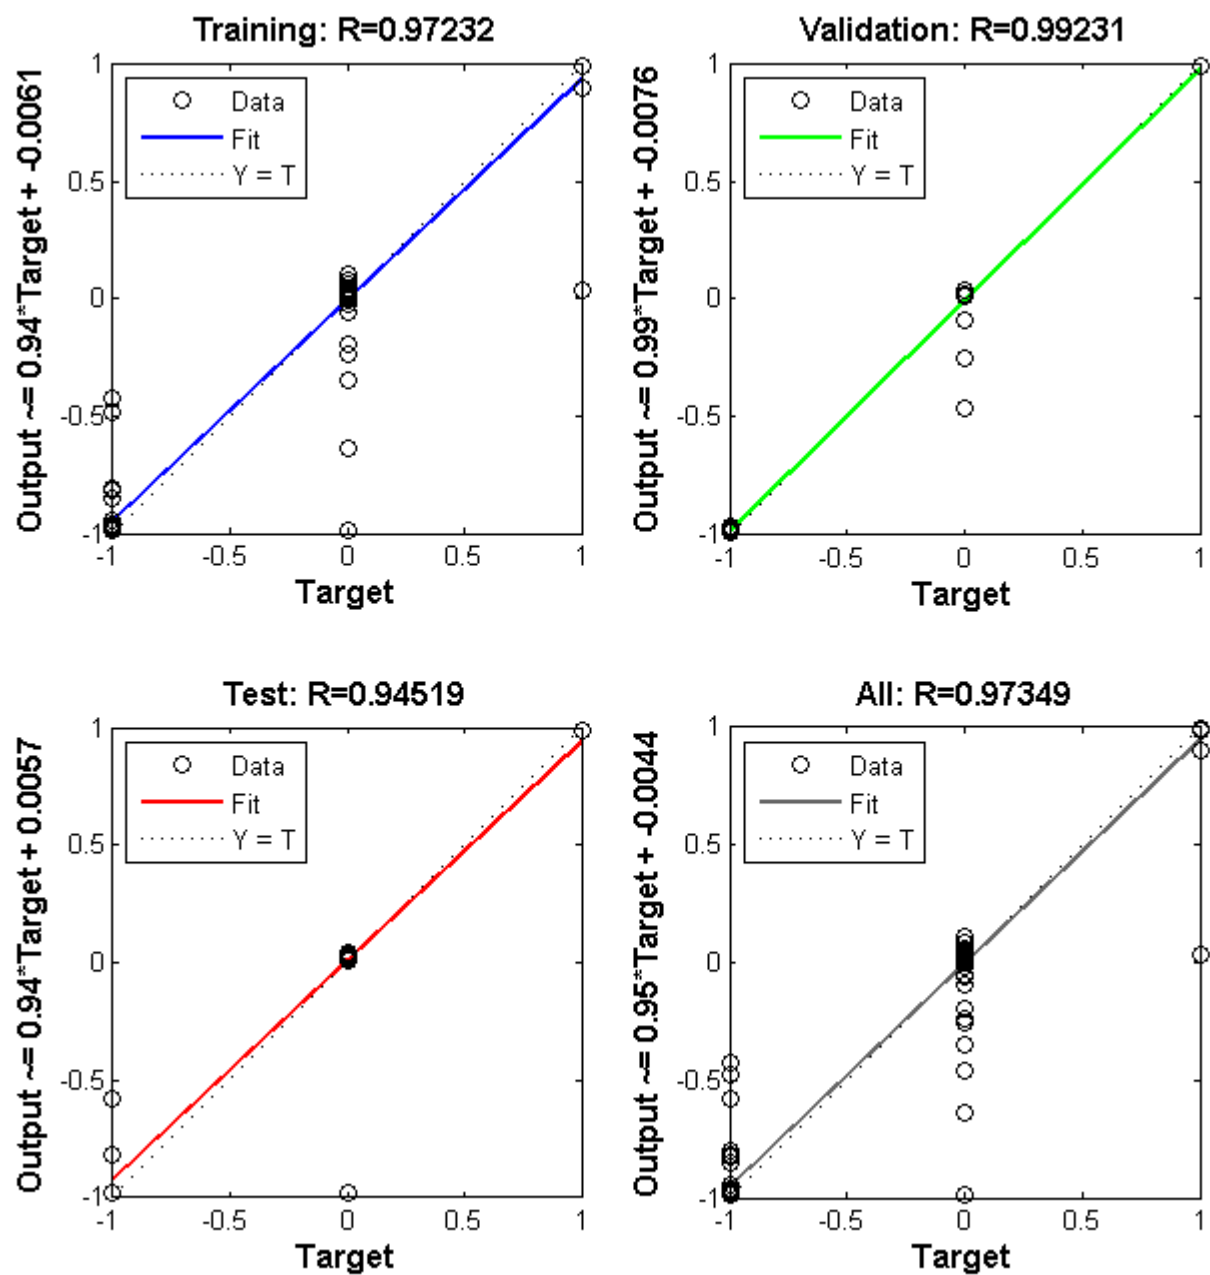 Training: R=0.97232
Output ~= 0.94*Target + -0.0061
1
0.5
0
-0.5
-1
Data
Fit
Y = T
-1
-0.5
0
0.5
1
Target
Validation: R=0.99231
Output ~= 0.99*Target + -0.0076
1
0.5
0
-0.5
-1
Data
Fit
Y = T
-1
-0.5
0
0.5
1
Target
Test: R=0.94519
Output ~= 0.94*Target + 0.0057
1
0.5
0
-0.5
-1
Data
Fit
Y = T
-1
-0.5
0
0.5
1
Target
All: R=0.97349
Output ~= 0.95*Target + -0.0044
1
0.5
0
-0.5
-1
Data
Fit
Y = T
-1
-0.5
0
0.5
1
Target